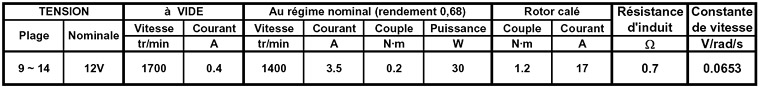 TENSION à VIDE Au régime nominal (rendement 0,68) Rotor calé Résistance d'induit Constante de vitesse
Plage Nominale Vitesse Courant Vitesse Courant Couple Puissance Couple Courant
tr/min A tr/min A N·m W N·m A Ω V/rad/s
9 ~ 14 12V 1700 0.4 1400 3.5 0.2 30 1.2 17 0.7 0.0653